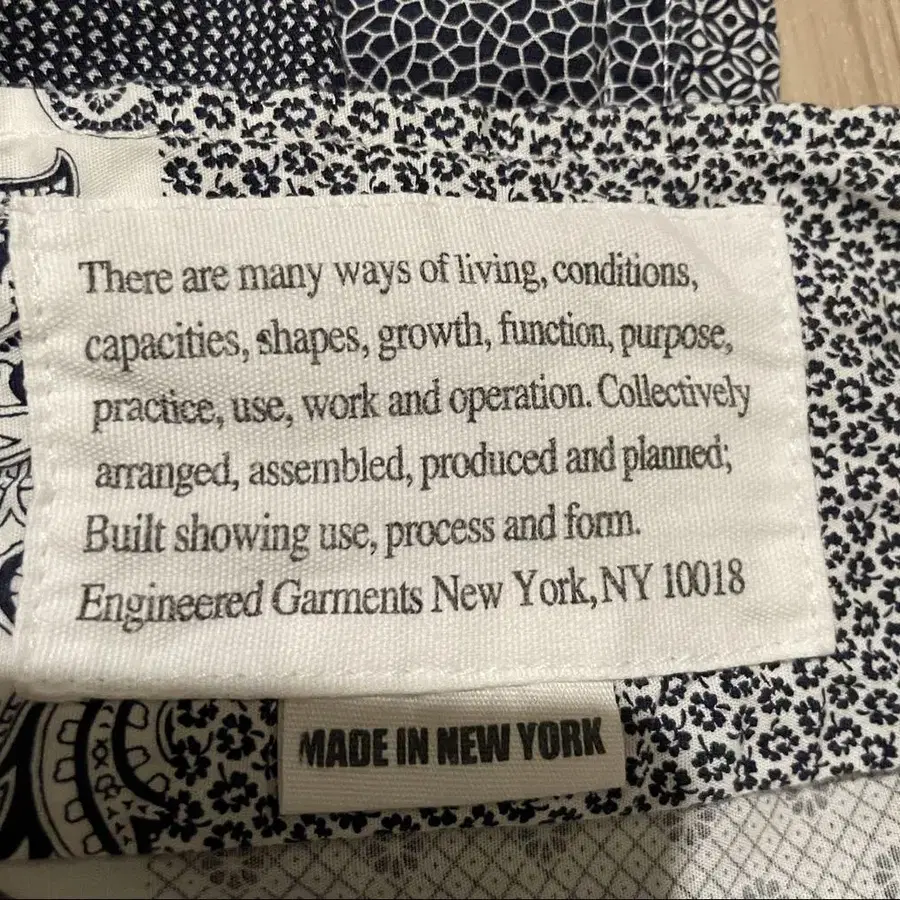 There are many ways of living, conditions,
capacities, shapes, growth, function, purpose,
practice, use, work and operation. Collectively
arranged, assembled, produced and planned;
Built showing use, process and form.
Engineered Garments New York, NY 10018
MADE IN NEW YORK